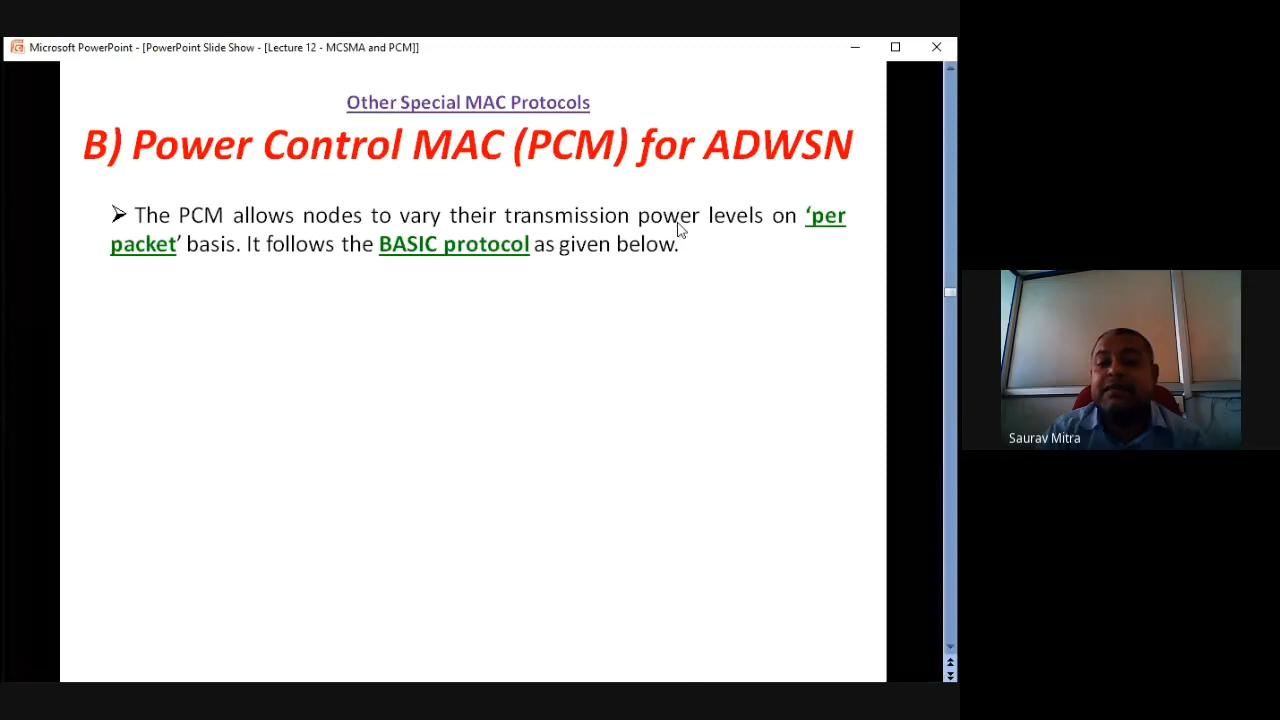 Microsoft PowerPoint - [PowerPoint Slide Show - [Lecture 12 - MCSMA and PCM]]
Other Special MAC Protocols
B) Power Control MAC (PCM) for ADWSN
➢ The PCM allows nodes to vary their transmission power levels on ‘per
packet’ basis. It follows the BASIC protocol as given below.
Saurav Mitra